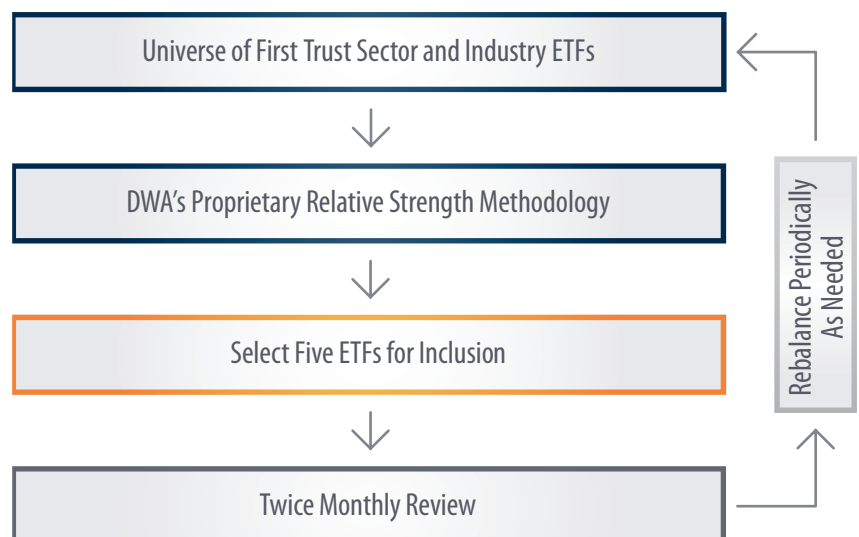 Universe of First Trust Sector and Industry ETFs
DWA's Proprietary Relative Strength Methodology
Select Five ETFs for Inclusion
Twice Monthly Review
Rebalance Periodically
As Needed